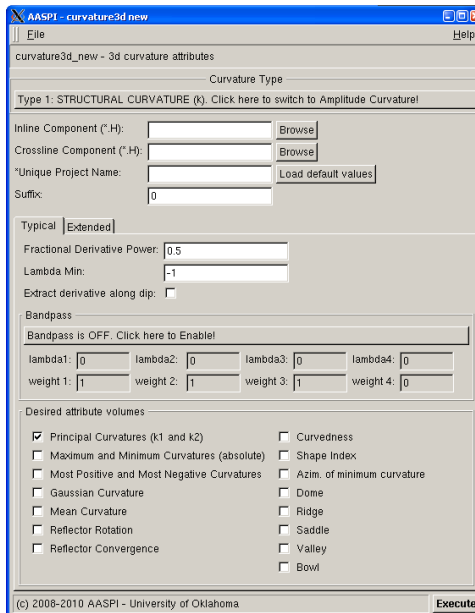 AASPI - curvature3d new
File Help
curvature3d_new - 3d curvature attributes
Curvature Type
Type 1: STRUCTURAL CURVATURE (k). Click here to switch to Amplitude Curvature!
Inline Component (*.H): Browse
Crossline Component (*.H): Browse
*Unique Project Name: Load default values
Suffix: 0
Typical Extended
Fractional Derivative Power: 0.5
Lambda Min: -1
Extract derivative along dip:
Bandpass
Bandpass is OFF. Click here to Enable!
lambda1: 0 lambda2: 0 lambda3: 0 lambda4: 0
weight 1: 1 weight 2: 1 weight 3: 1 weight 4: 0
Desired attribute volumes
Principal Curvatures (k1 and k2) Curvedness
Maximum and Minimum Curvatures (absolute) Shape Index
Most Positive and Most Negative Curvatures Azim. of minimum curvature
Gaussian Curvature Dome
Mean Curvature Ridge
Reflector Rotation Saddle
Reflector Convergence Valley
Bowl
(c) 2008-2010 AASPI - University of Oklahoma Execute